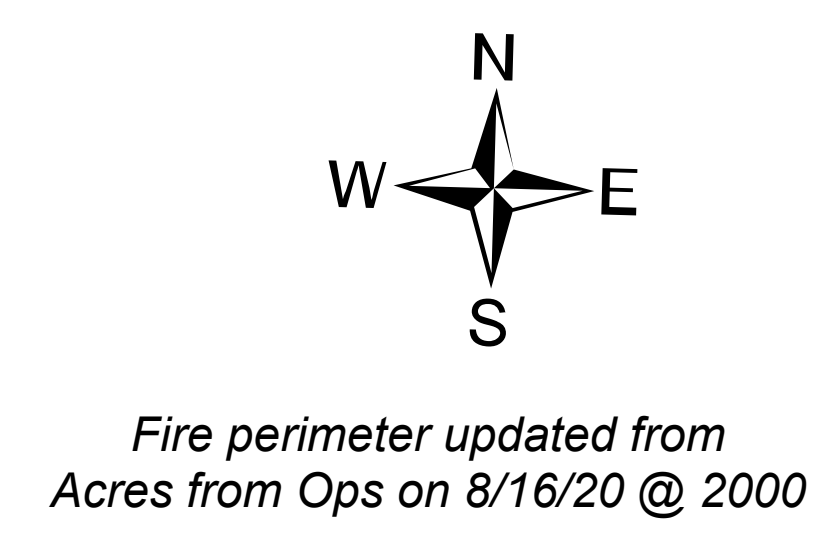 N
W E
S
Fire perimeter updated from
Acres from Ops on 8/16/20 @ 2000